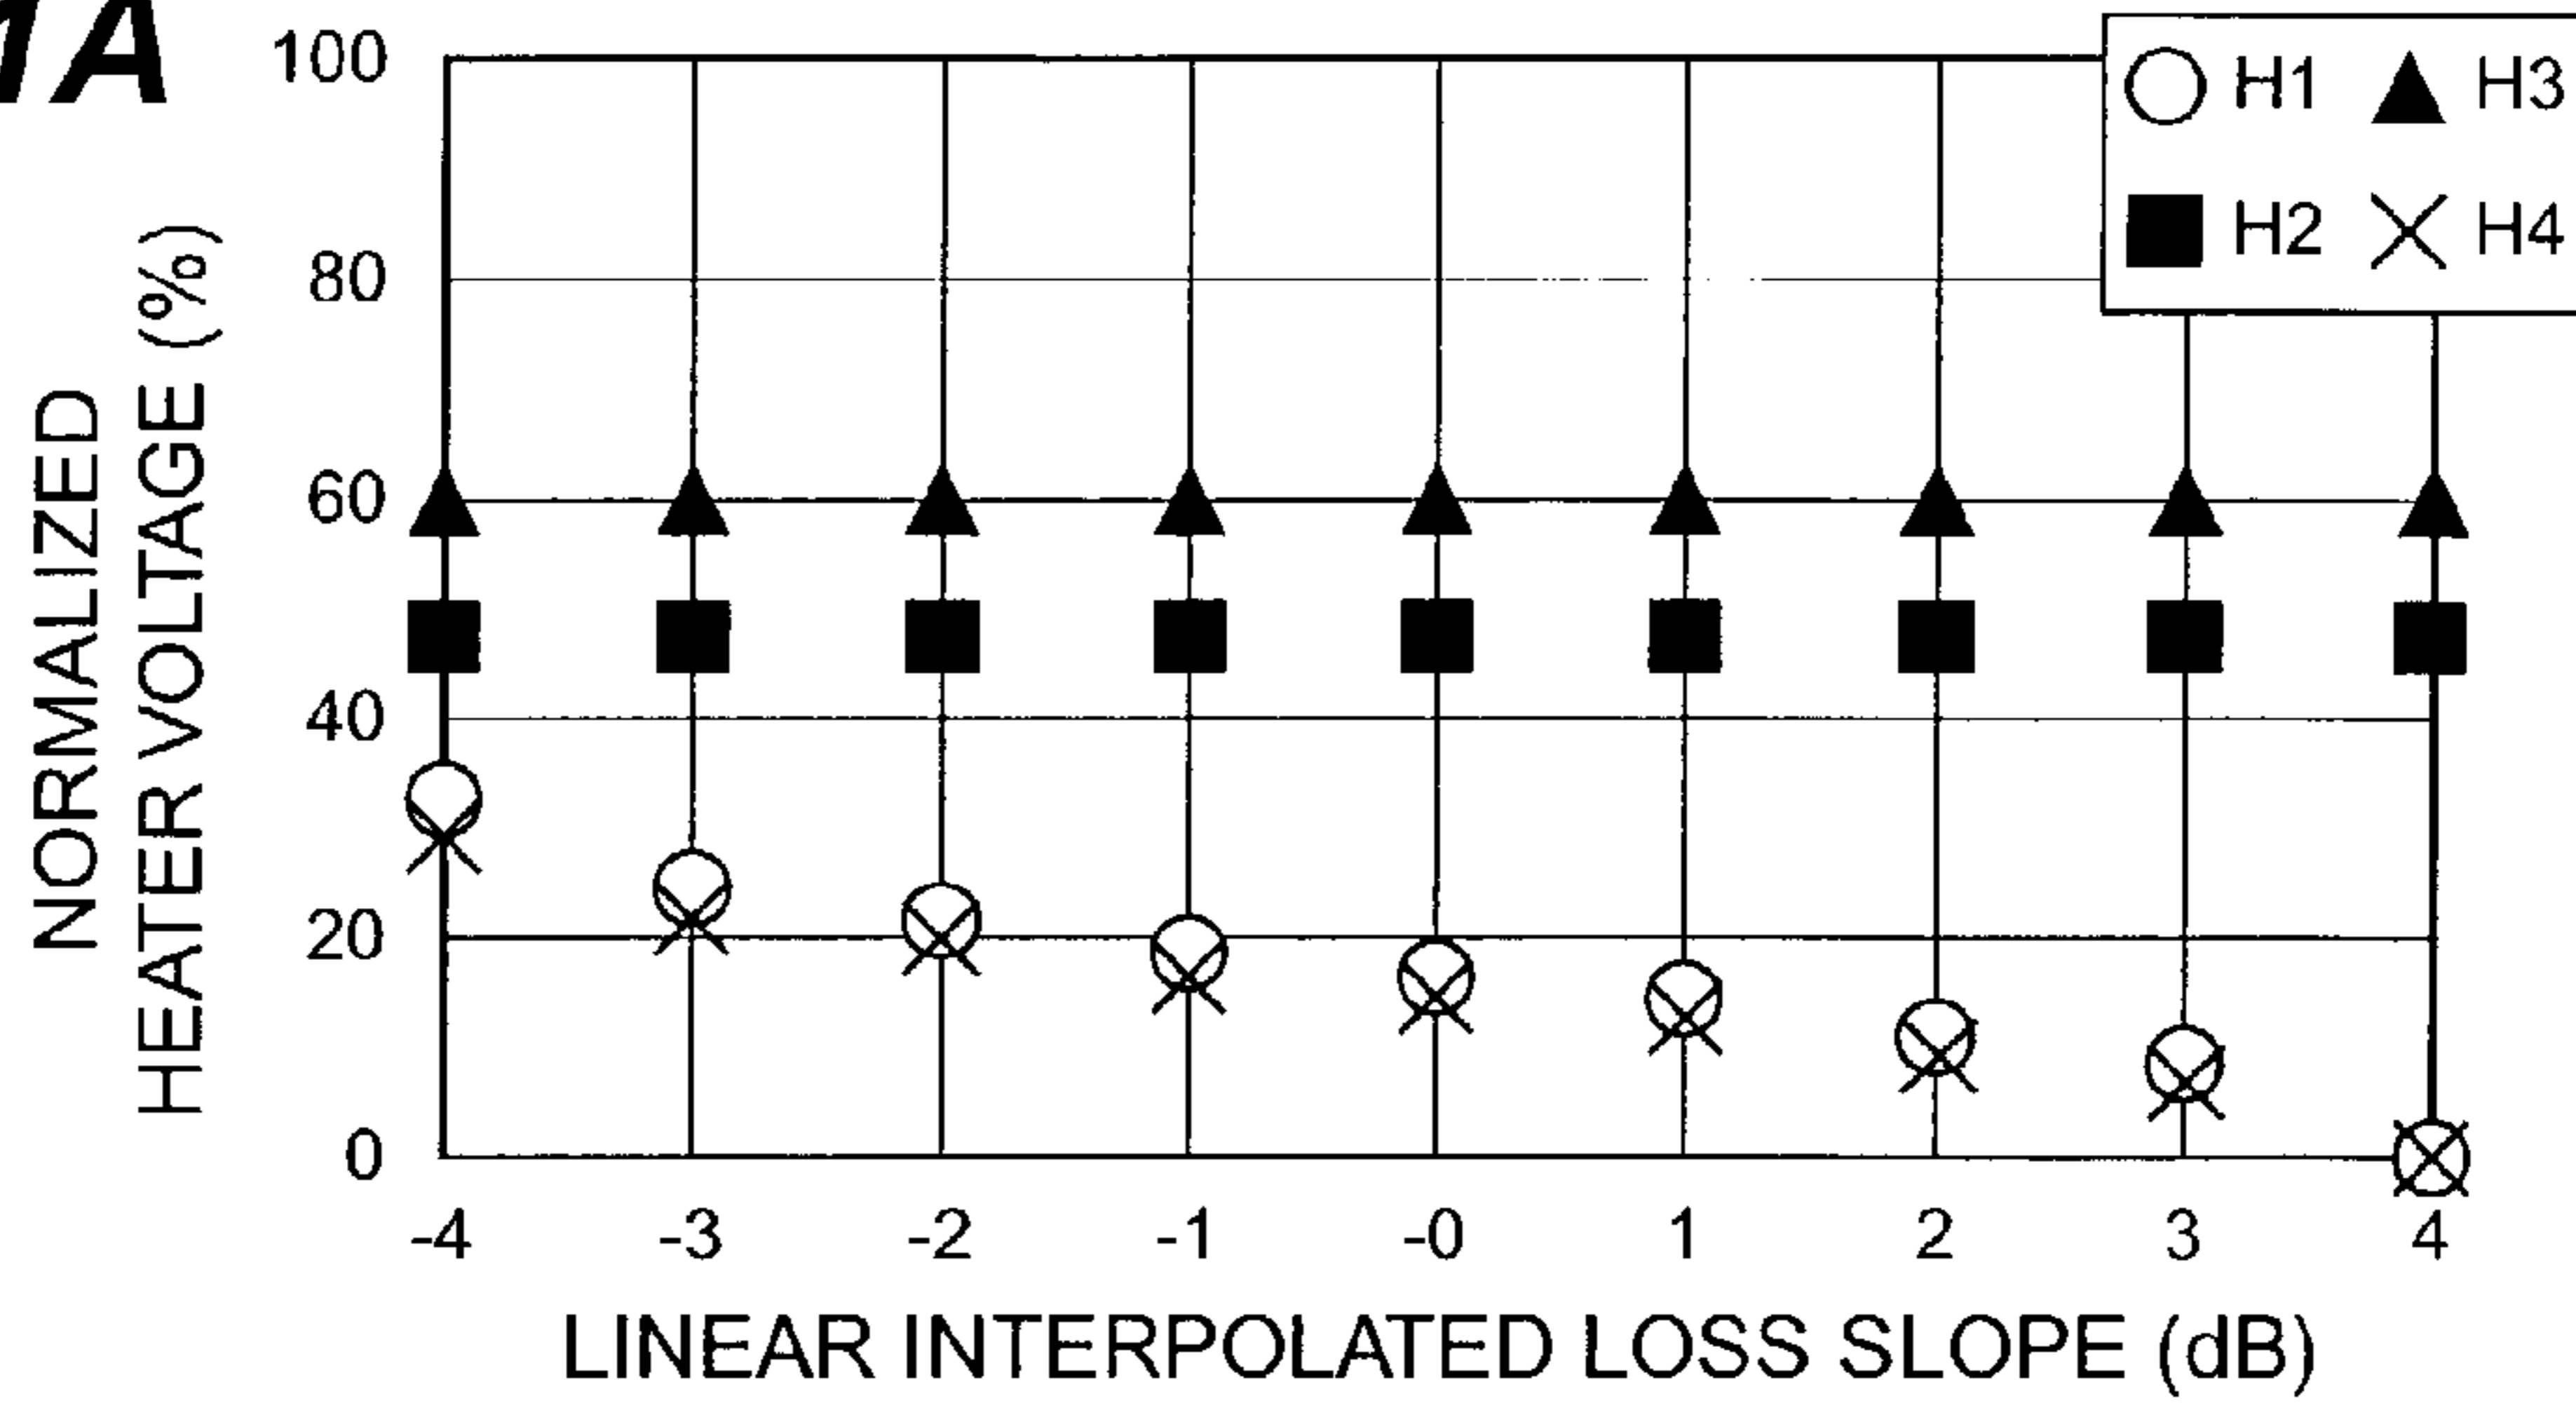 1A
100
80
60
40
20
0
NORMALIZED
HEATER VOLTAGE (%)
H1 H3
H2 H4
-4 -3 -2 -1 -0 1 2 3 4
LINEAR INTERPOLATED LOSS SLOPE (dB)